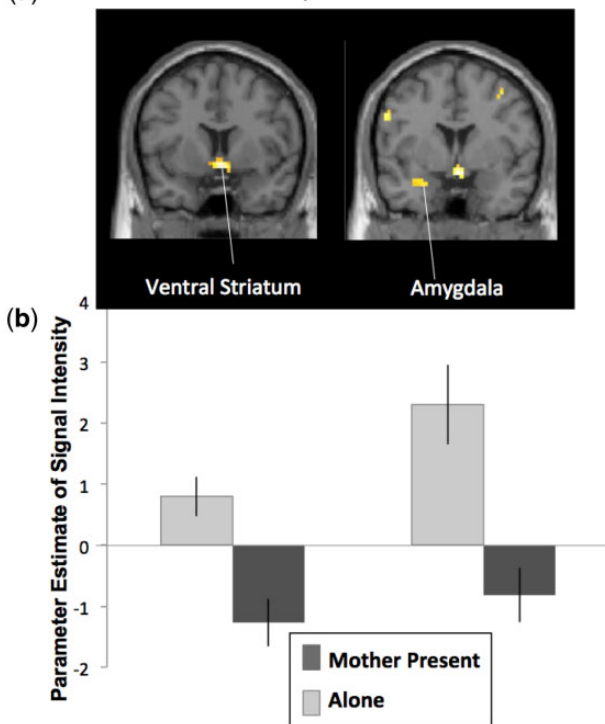 Ventral Striatum
Amygdala
(b)
Parameter Estimate of Signal Intensity
4
3
2
1
0
-1
-2
Mother Present
Alone